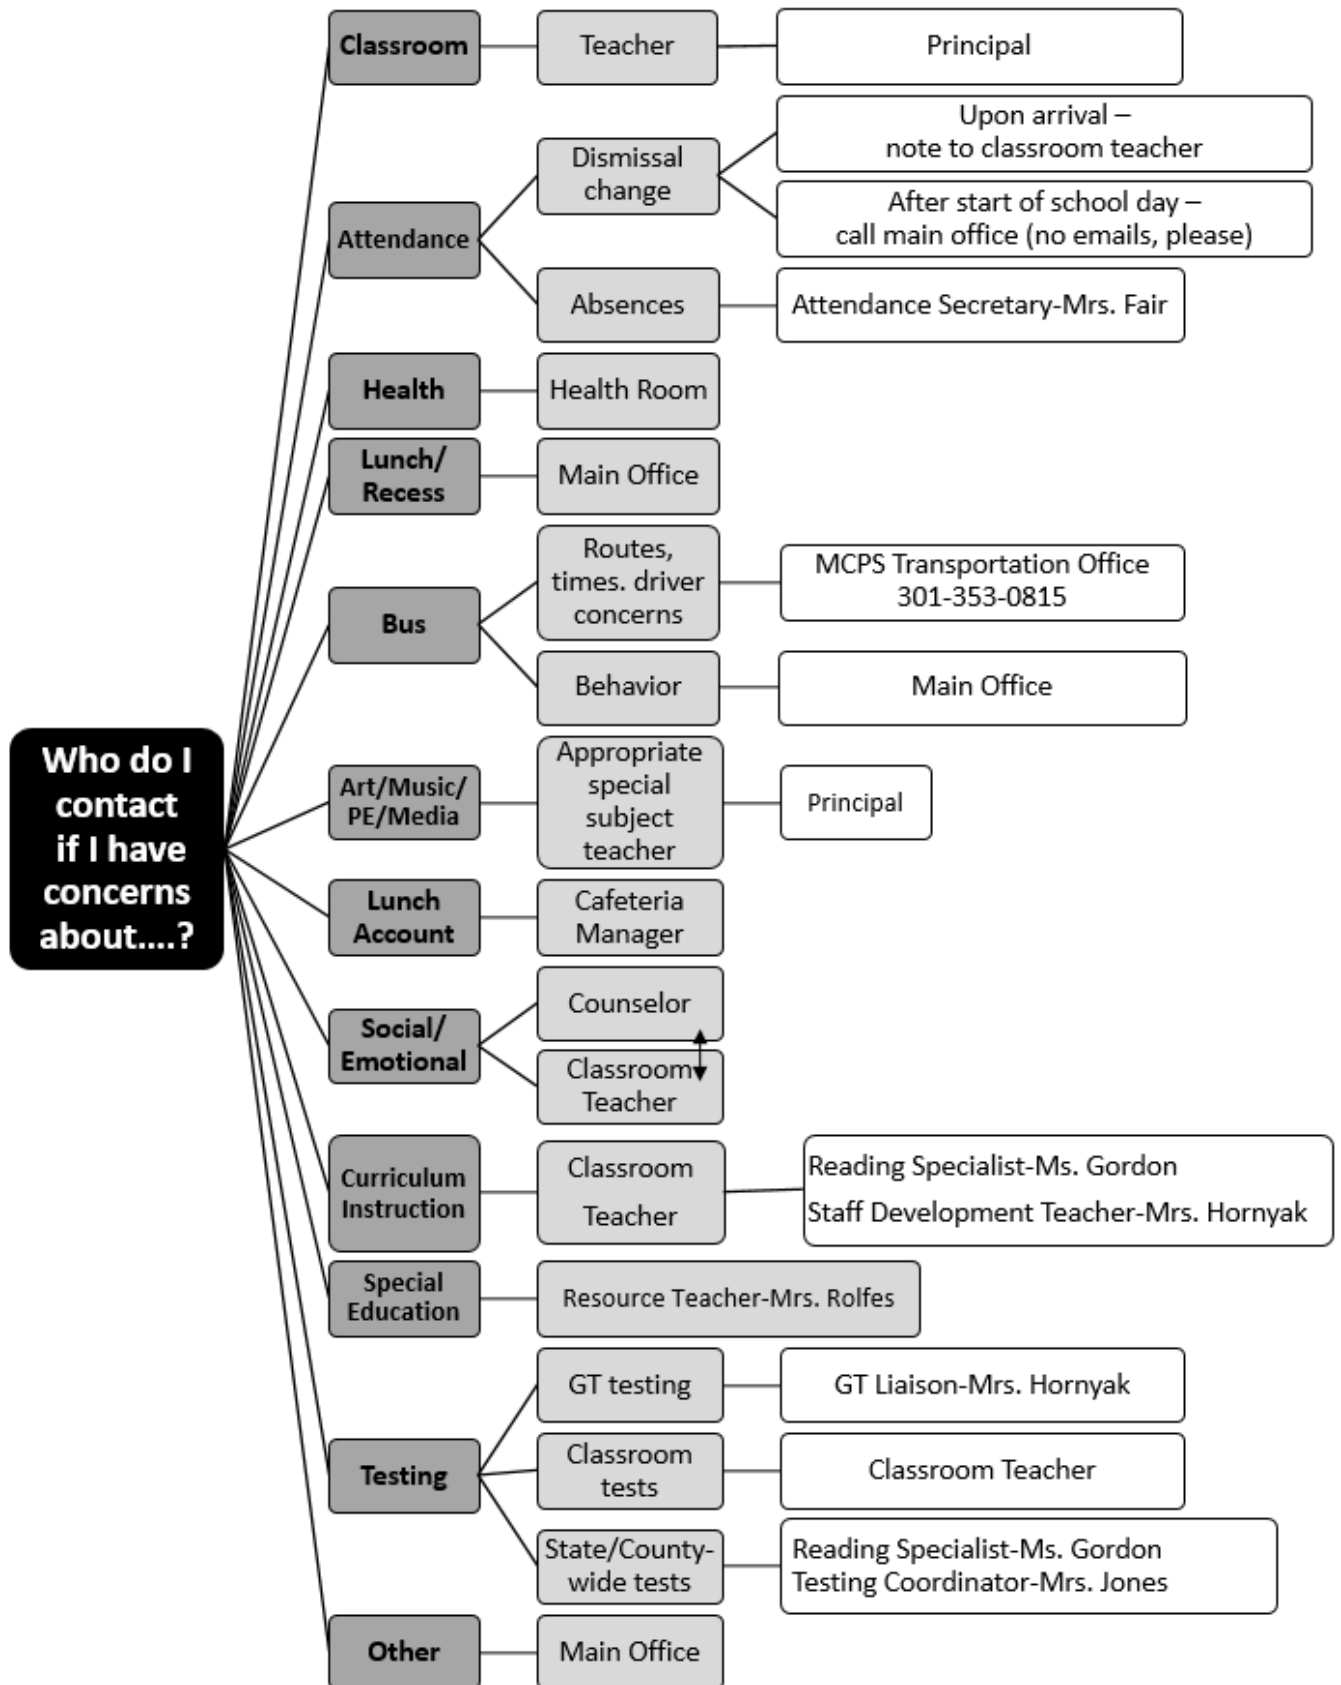 Who do I
contact
if I have
concerns
about....?
Classroom
Teacher
Principal
Attendance
Dismissal
change
Upon arrival –
note to classroom teacher
After start of school day –
call main office (no emails, please)
Absences
Attendance Secretary-Mrs. Fair
Health
Health Room
Lunch/
Recess
Main Office
Bus
Routes,
times. driver
concerns
MCPS Transportation Office
301-353-0815
Behavior
Main Office
Art/Music/
PE/Media
Appropriate
special
subject
teacher
Principal
Lunch
Account
Cafeteria
Manager
Social/
Emotional
Counselor
Classroom
Teacher
Curriculum
Instruction
Classroom
Teacher
Reading Specialist-Ms. Gordon
Staff Development Teacher-Mrs. Hornyak
Special
Education
Resource Teacher-Mrs. Rolfes
Testing
GT testing
GT Liaison-Mrs. Hornyak
Classroom
tests
Classroom Teacher
State/County-
wide tests
Reading Specialist-Ms. Gordon
Testing Coordinator-Mrs. Jones
Other
Main Office